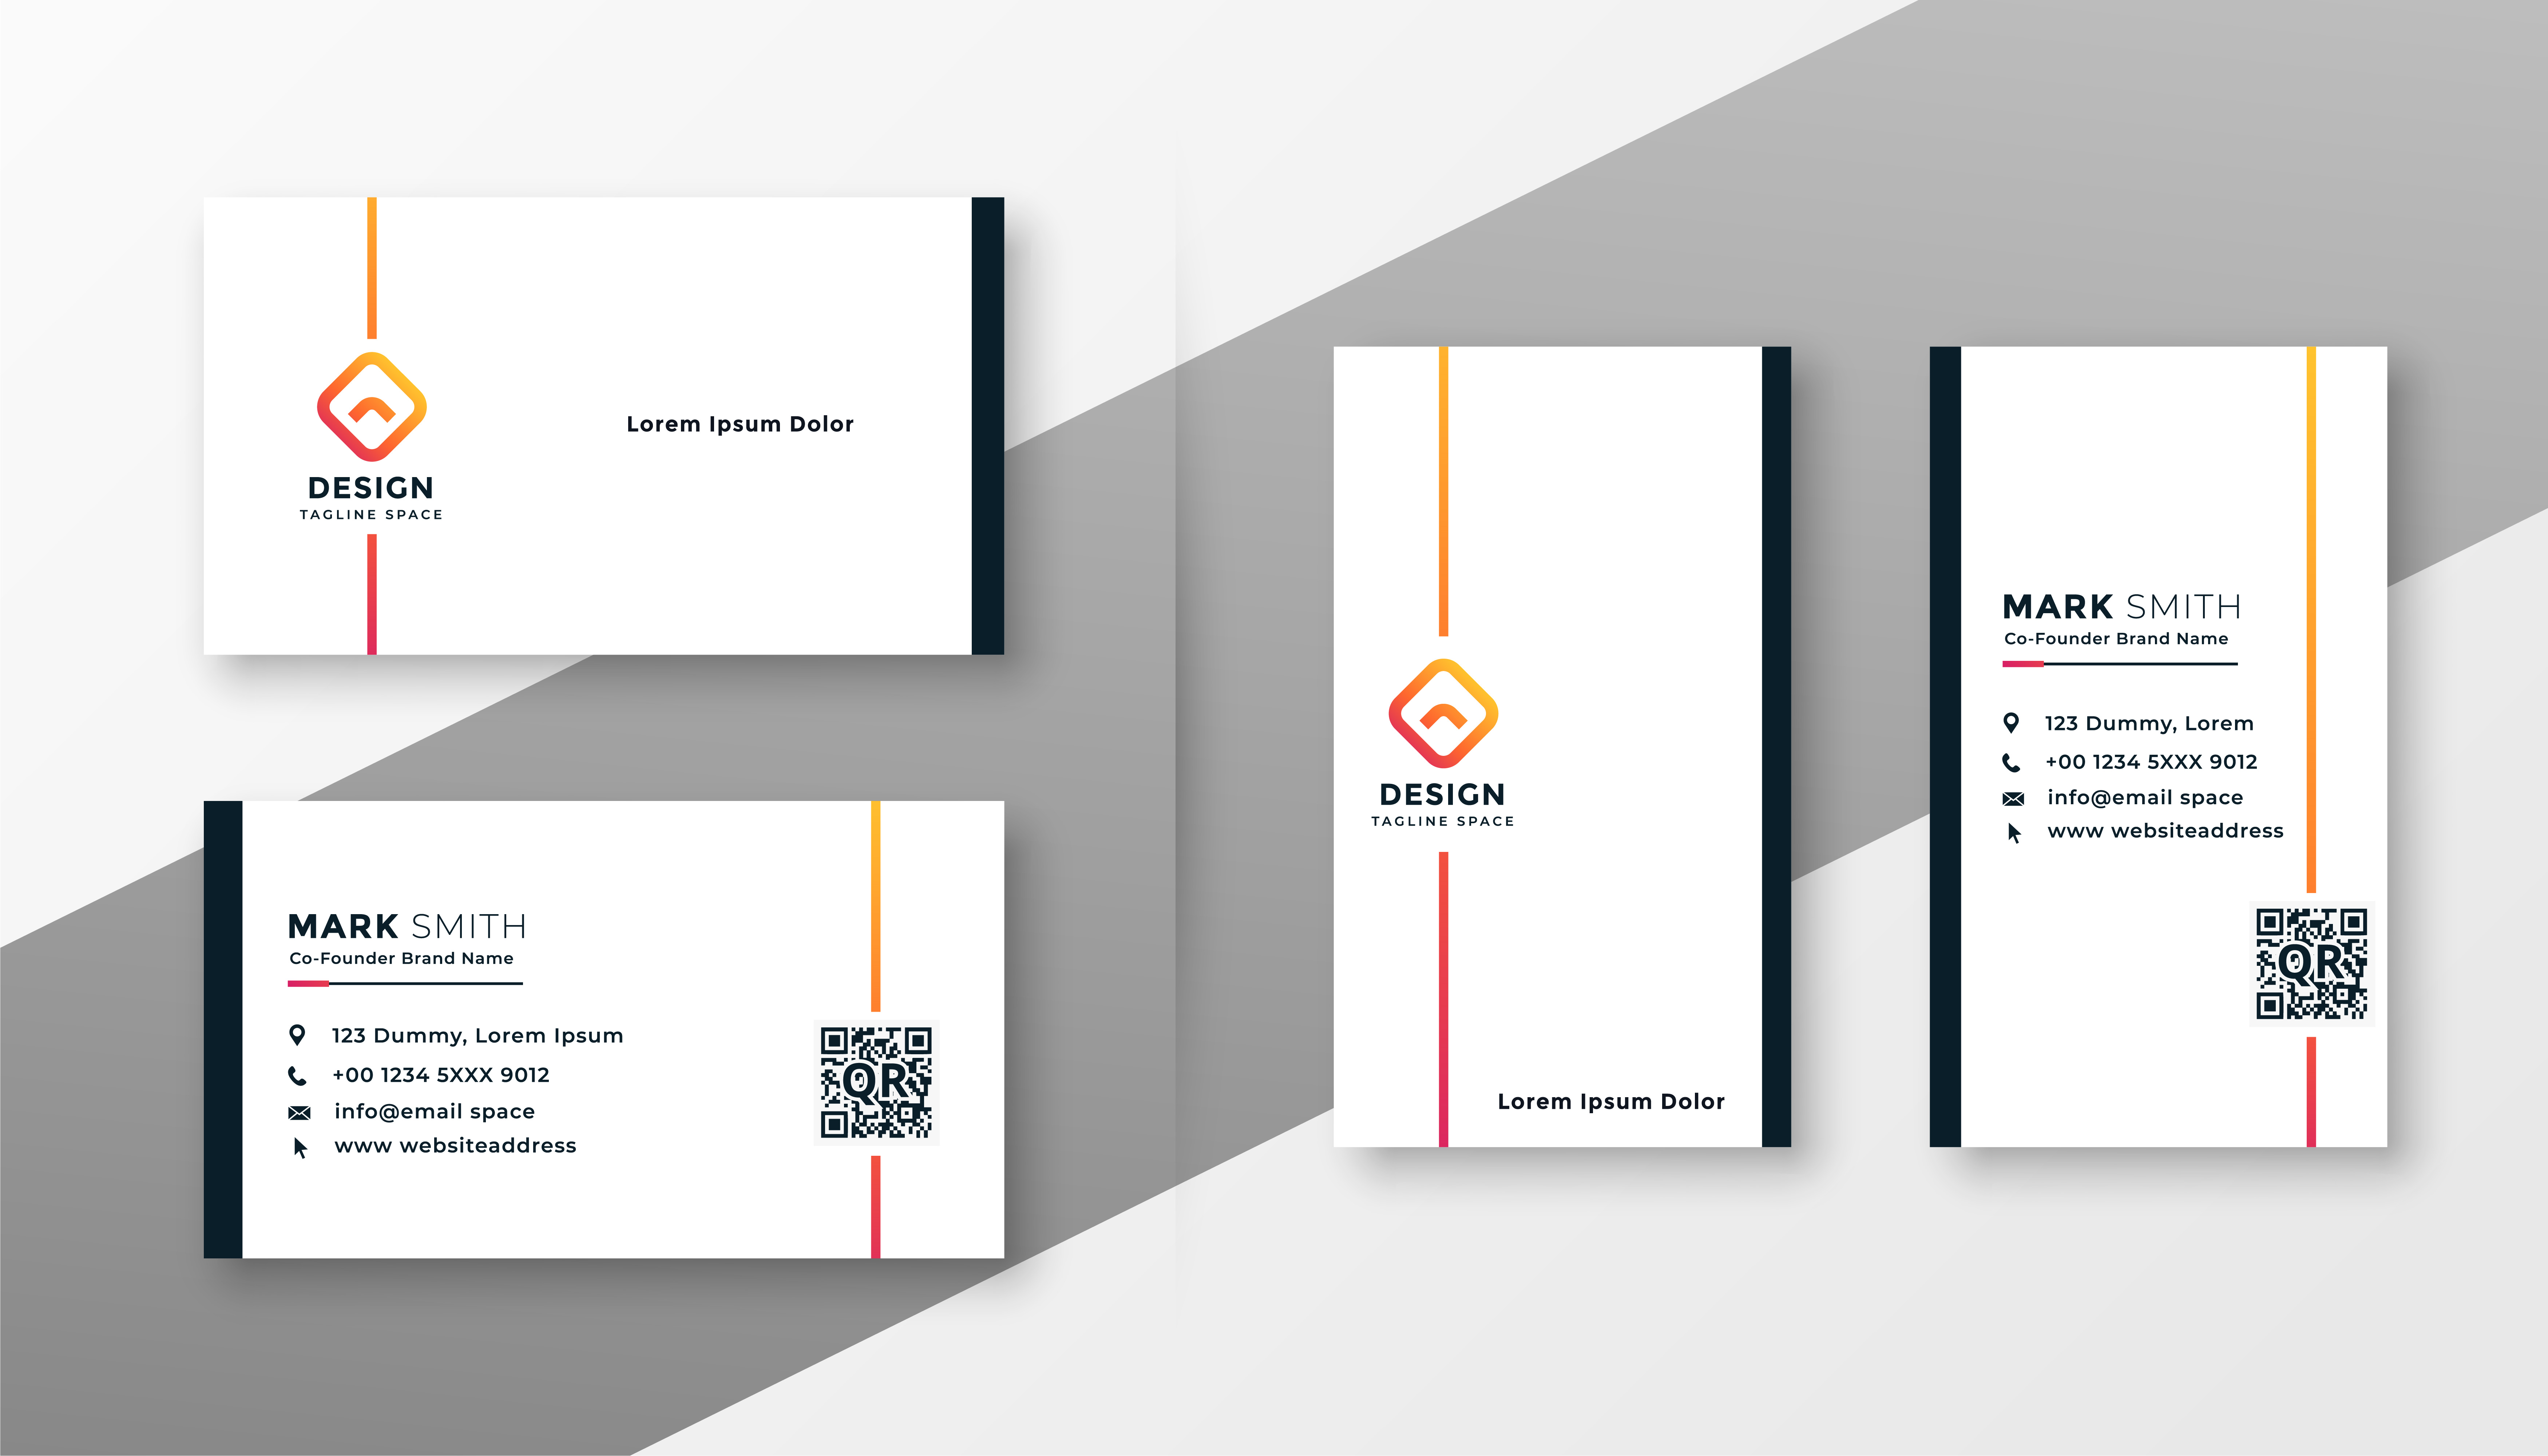 Lorem Ipsum Dolor
DESIGN
TAGLINE SPACE
MARK SMITH
Co-Founder Brand Name
123 Dummy, Lorem Ipsum
+00 1234 5XXX 9012
info@email space
www websiteaddress
QR
DESIGN
TAGLINE SPACE
Lorem Ipsum Dolor
MARK SMITH
Co-Founder Brand Name
123 Dummy, Lorem
+00 1234 5XXX 9012
info@email space
www websiteaddress
QR